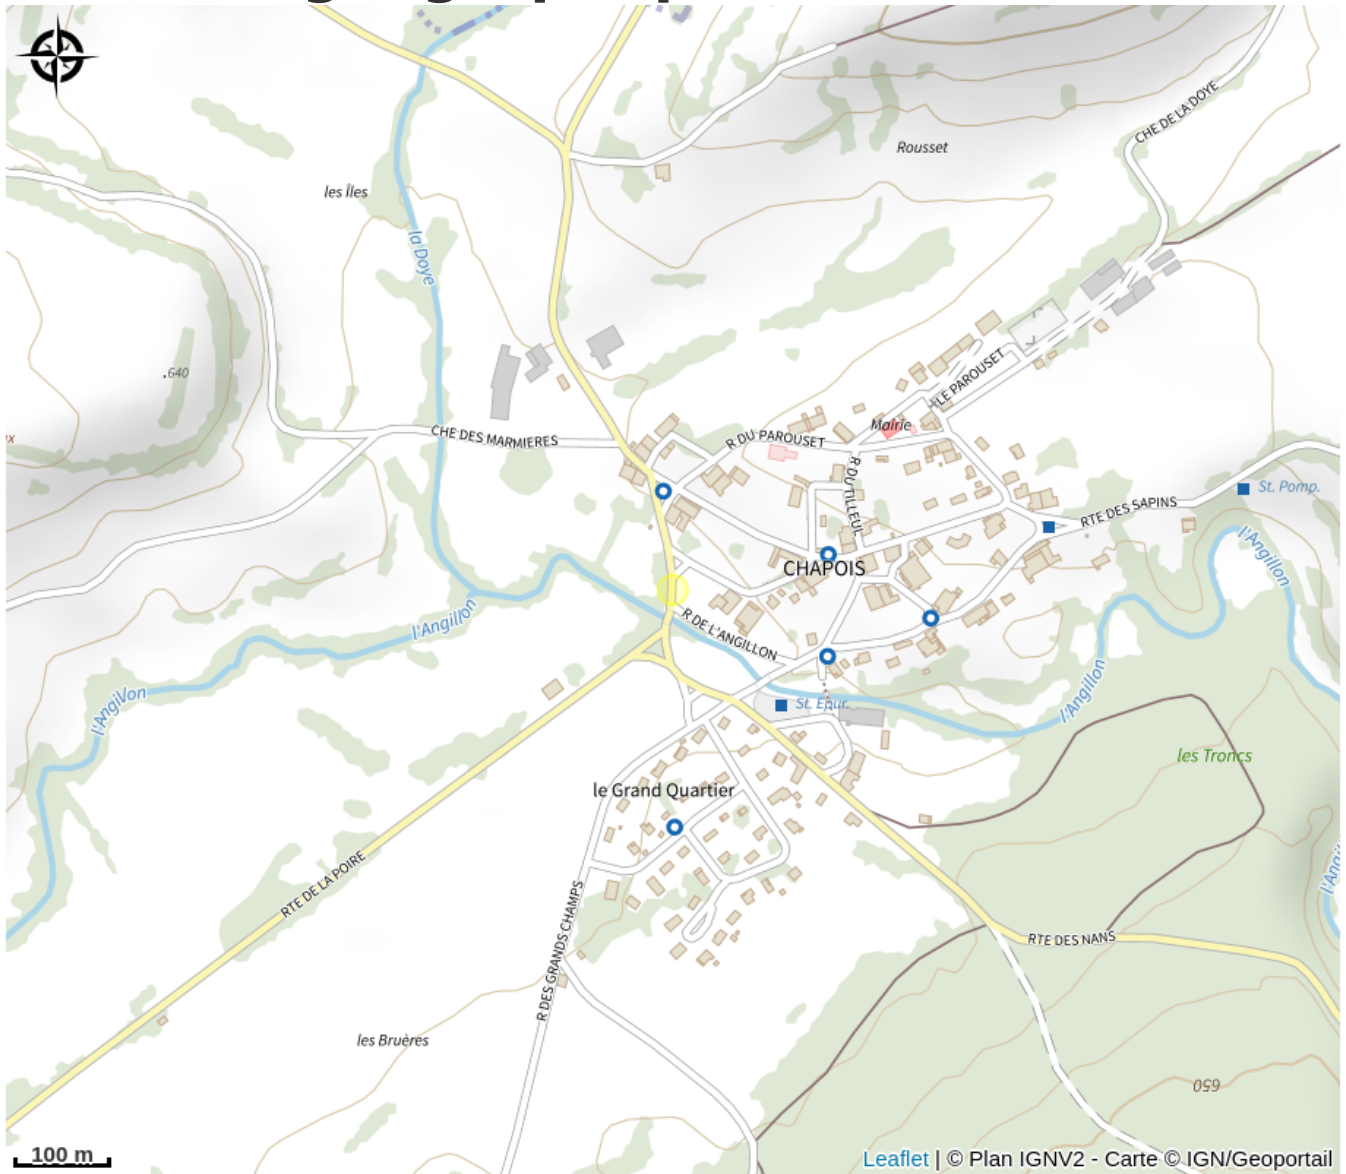 CHE DE LA DOYE
Rousset
les Îles
la Doye
.640
LE PAROUSET
Mairie
CHE DES MARMIERES
R DU PAROUSET
R DU TILLEUL
St. Pomp.
RTE DES SAPINS
l'Angillon
CHAPOIS
l'Angillon
R DE L'ANGILLON
l'Angillon
l'Angillon
St. Epur.
les Troncs
le Grand Quartier
RTE DE LA POIRE
R DES GRANDS CHAMPS
RTE DES NANS
les Bruères
650
100 m
Leaflet | © Plan IGNV2 - Carte © IGN/Geoportail